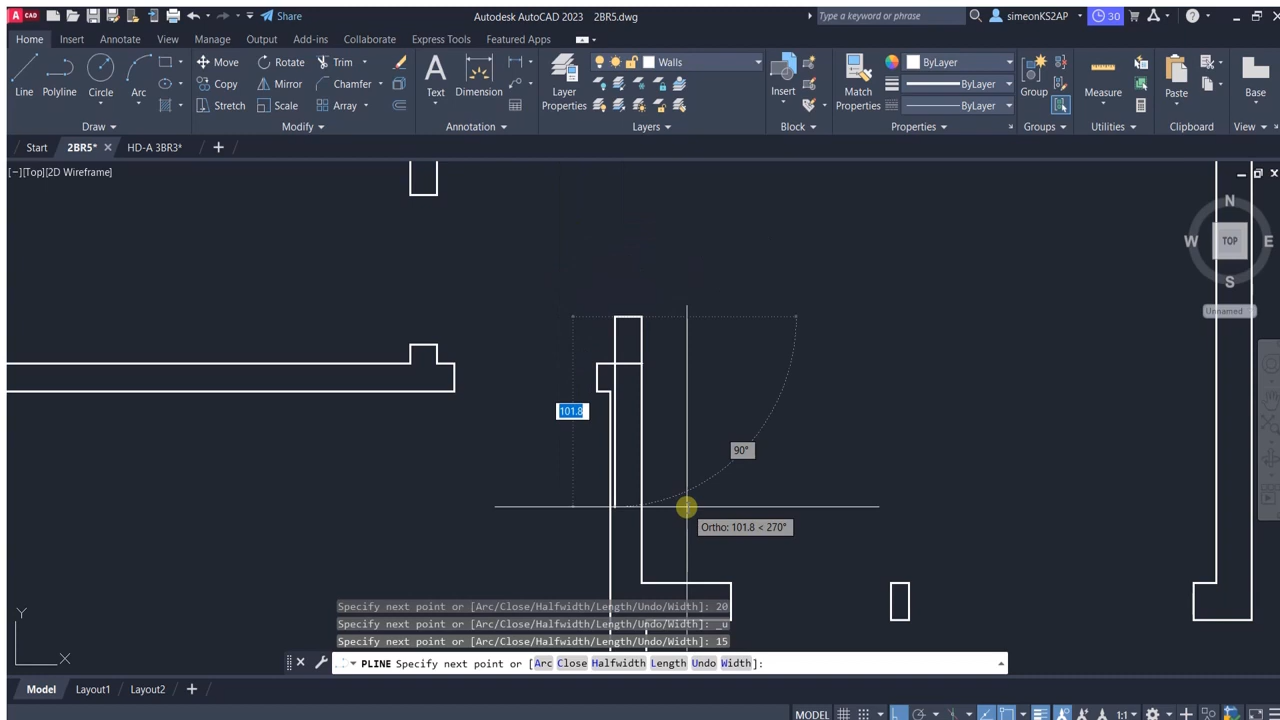 A CAD Share Autodesk AutoCAD 2023 2BR5.dwg Type a keyword or phrase simeonKS2AP 30
Home Insert Annotate View Manage Output Add-ins Collaborate Express Tools Featured Apps
Move Rotate Trim Walls ByLayer
Copy Mirror Chamfer ByLayer
Line Polyline Circle Arc Text Dimension Layer Properties Insert Match Properties Group Measure Paste Base
Stretch Scale Array ByLayer
Draw Modify Annotation Layers Block Properties Groups Utilities Clipboard View
Start 2BR5* HD-A 3BR3*
[−][Top][2D Wireframe]
N
W TOP E
S
Unnamed
101.8
90°
Ortho: 101.8 < 270°
Specify next point or [Arc/Close/Halfwidth/Length/Undo/Width]: 20
Y Specify next point or [Arc/Close/Halfwidth/Length/Undo/Width]: _u
Specify next point or [Arc/Close/Halfwidth/Length/Undo/Width]: 15
X PLINE Specify next point or [Arc Close Halfwidth Length Undo Width]:
Model Layout1 Layout2
MODEL 1:1